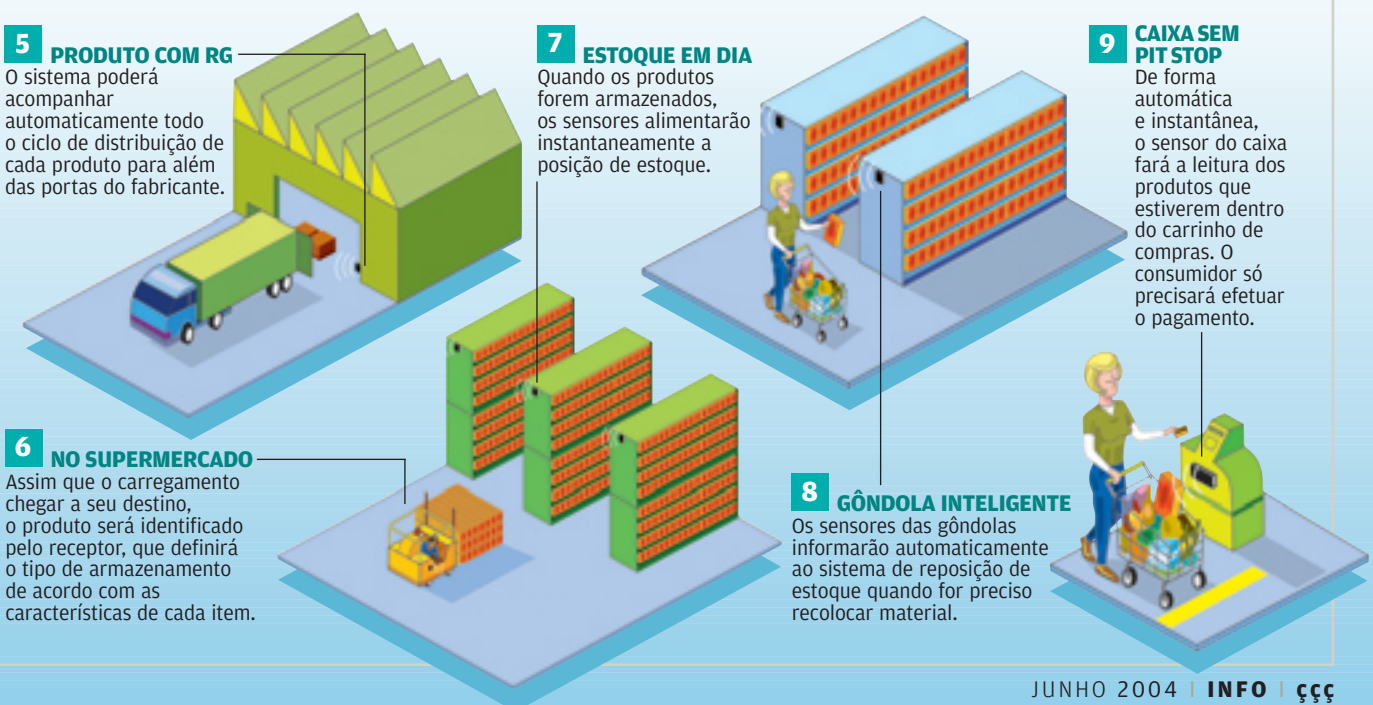 5 PRODUTO COM RG
O sistema poderá
acompanhar
automaticamente todo
o ciclo de distribuição de
cada produto para além
das portas do fabricante.
6 NO SUPERMERCADO
Assim que o carregamento
chegar a seu destino,
o produto será identificado
pelo receptor, que definirá
o tipo de armazenamento
de acordo com as
características de cada item.
7 ESTOQUE EM DIA
Quando os produtos
forem armazenados,
os sensores alimentarão
instantaneamente a
posição de estoque.
8 GÔNDOLA INTELIGENTE
Os sensores das gôndolas
informarão automaticamente
ao sistema de reposição de
estoque quando for preciso
recolocar material.
9 CAIXA SEM
PIT STOP
De forma
automática
e instantânea,
o sensor do caixa
fará a leitura dos
produtos que
estiverem dentro
do carrinho de
compras. O
consumidor só
precisará efetuar
o pagamento.
JUNHO 2004 | INFO | ççç